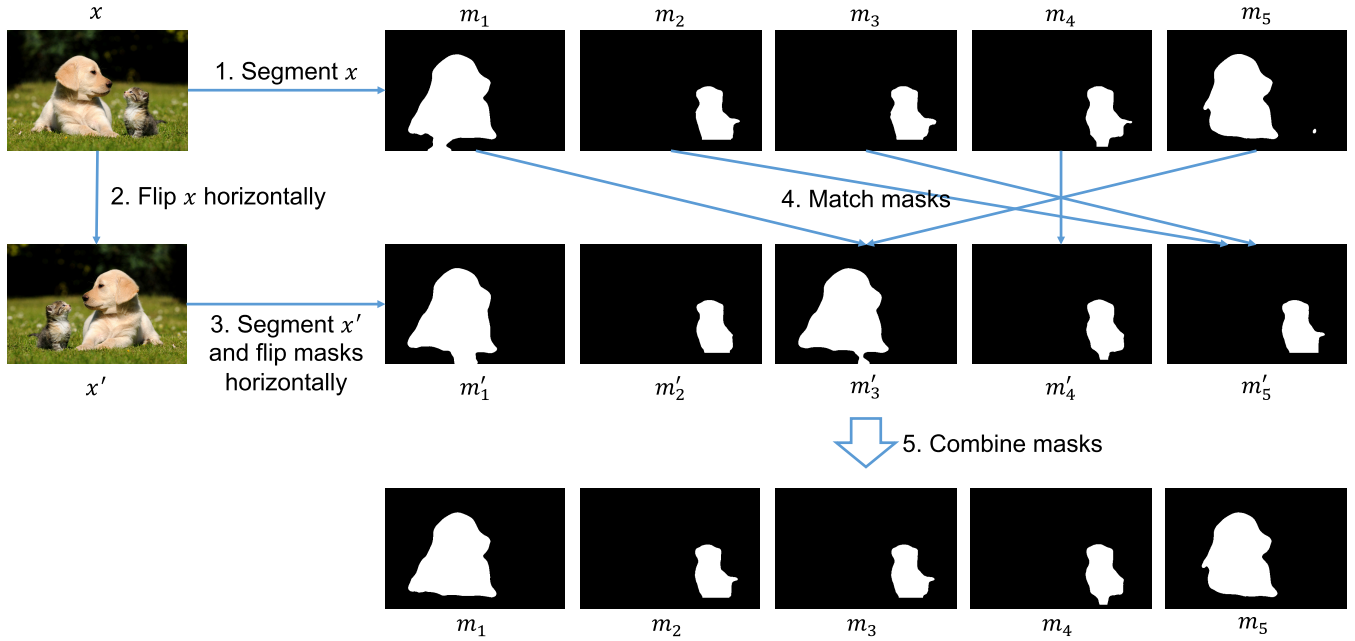 x m₁ m₂ m₃ m₄ m₅
1. Segment x
2. Flip x horizontally
4. Match masks
3. Segment x′
and flip masks
horizontally
x′ m′₁ m′₂ m′₃ m′₄ m′₅
5. Combine masks
m₁ m₂ m₃ m₄ m₅